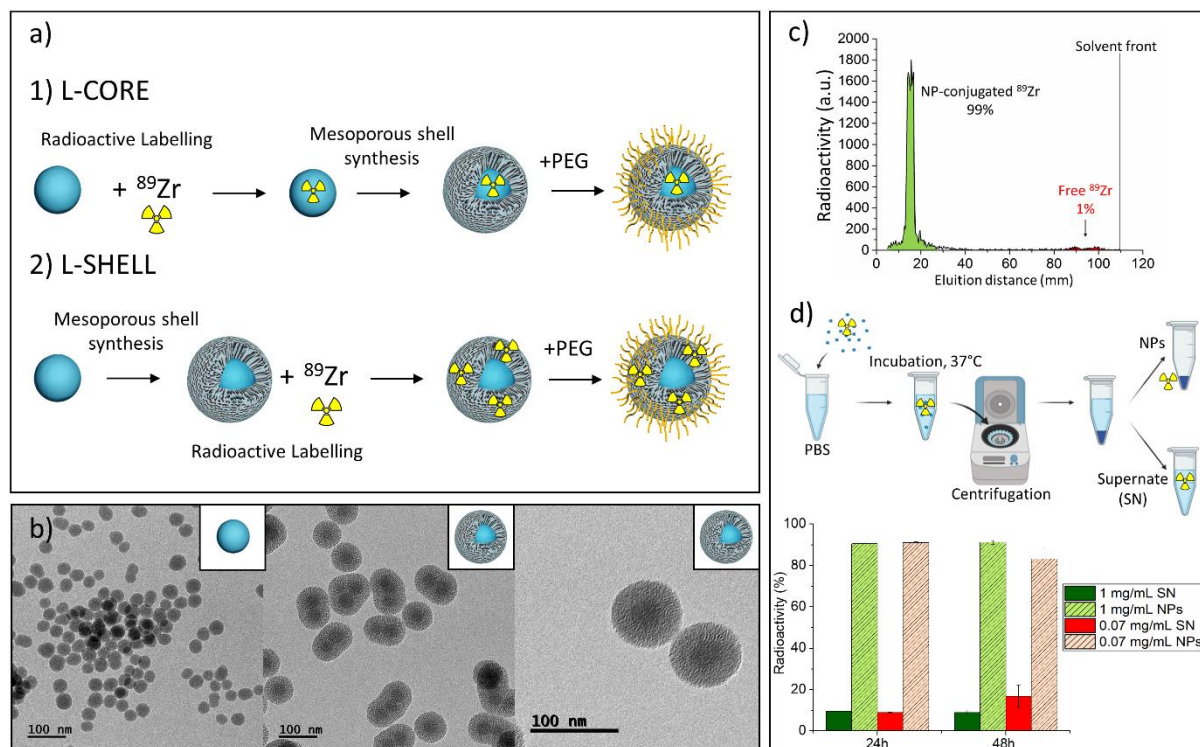 a)
1) L-CORE
Radioactive Labelling
+ ⁸⁹Zr
Mesoporous shell
synthesis
+PEG
2) L-SHELL
Mesoporous shell
synthesis
+ ⁸⁹Zr
Radioactive Labelling
+PEG
b)
100 nm
100 nm
100 nm
c)
Radioactivity (a.u.)
2000
1800
1600
1400
1200
1000
800
600
400
200
0
Solvent front
NP-conjugated ⁸⁹Zr
99%
Free ⁸⁹Zr
1%
0 20 40 60 80 100 120
Eluition distance (mm)
d)
PBS
Incubation, 37°C
Centrifugation
NPs
Supernate
(SN)
Radioactivity (%)
100
80
60
40
20
0
24h 48h
1 mg/mL SN
1 mg/mL NPs
0.07 mg/mL SN
0.07 mg/mL NPs